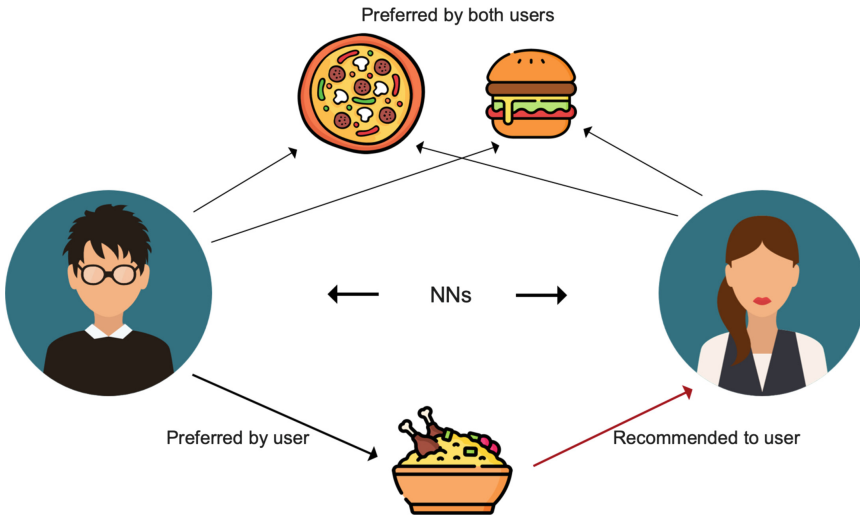 Preferred by both users
NNs
Preferred by user
Recommended to user